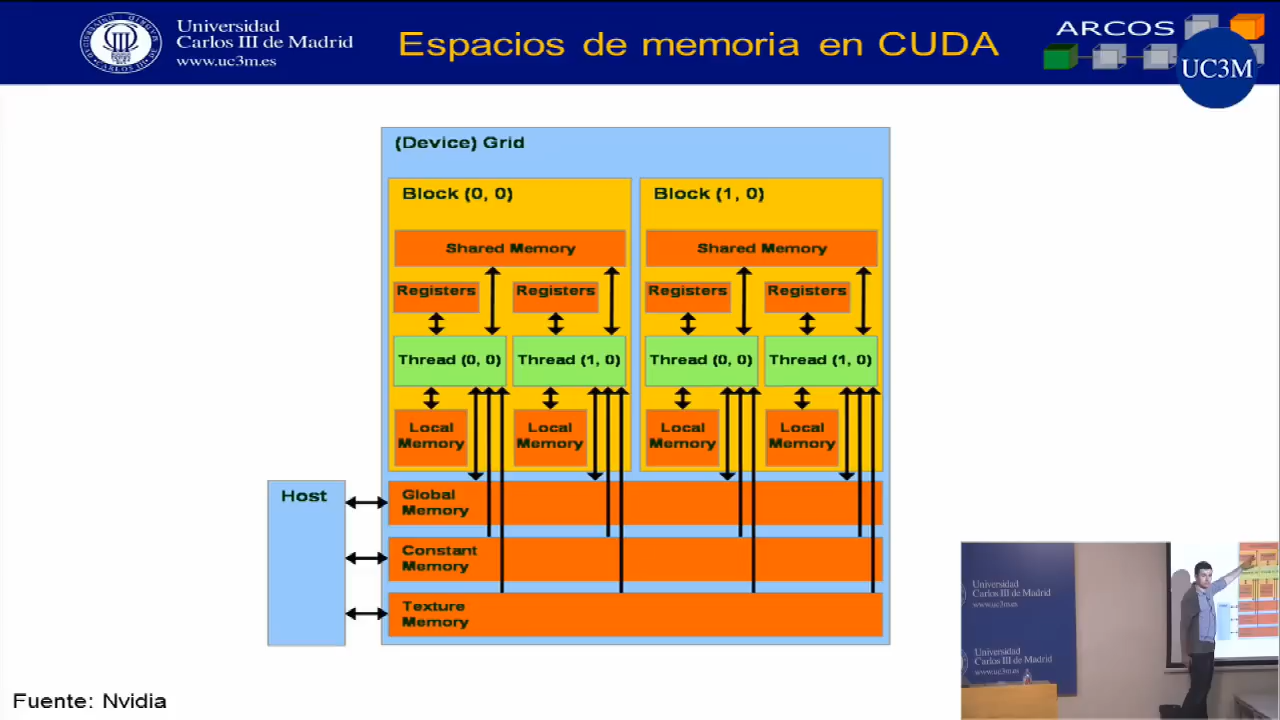 Universidad
Carlos III de Madrid
www.uc3m.es
Espacios de memoria en CUDA
ARCOS
UC3M
(Device) Grid
Block (0, 0)
Block (1, 0)
Shared Memory
Shared Memory
Registers
Registers
Registers
Registers
Thread (0, 0)
Thread (1, 0)
Thread (0, 0)
Thread (1, 0)
Local
Memory
Local
Memory
Local
Memory
Local
Memory
Host
Global
Memory
Constant
Memory
Texture
Memory
Universidad
Carlos III de Madrid
www.uc3m.es
Universidad
Carlos III de Madrid
www.uc3m.es
Fuente: Nvidia